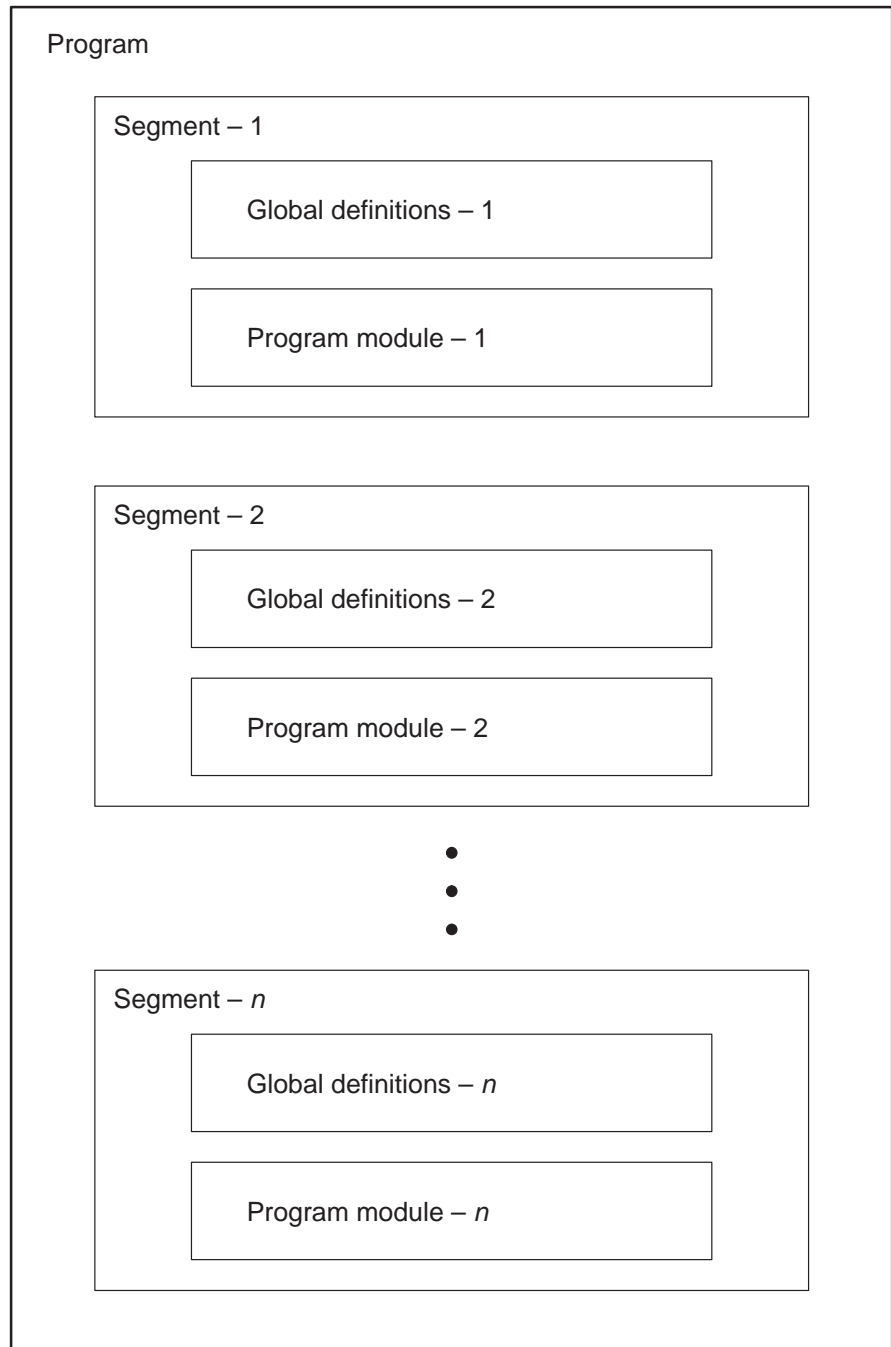 Program
Segment – 1
Global definitions – 1
Program module – 1
Segment – 2
Global definitions – 2
Program module – 2
Segment – n
Global definitions – n
Program module – n